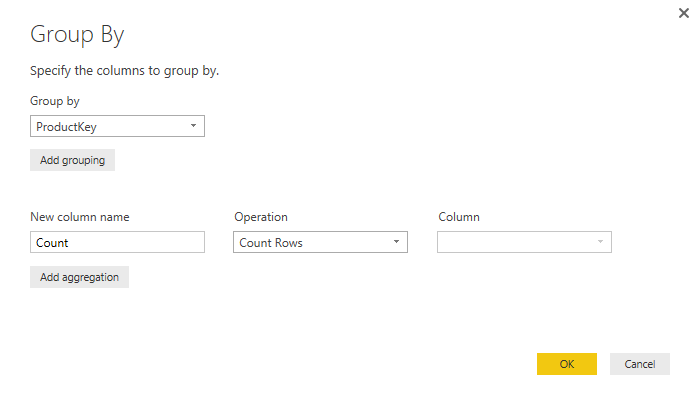 Group By
Specify the columns to group by.
Group by
ProductKey
Add grouping
New column name Operation Column
Count Count Rows
Add aggregation
OK Cancel